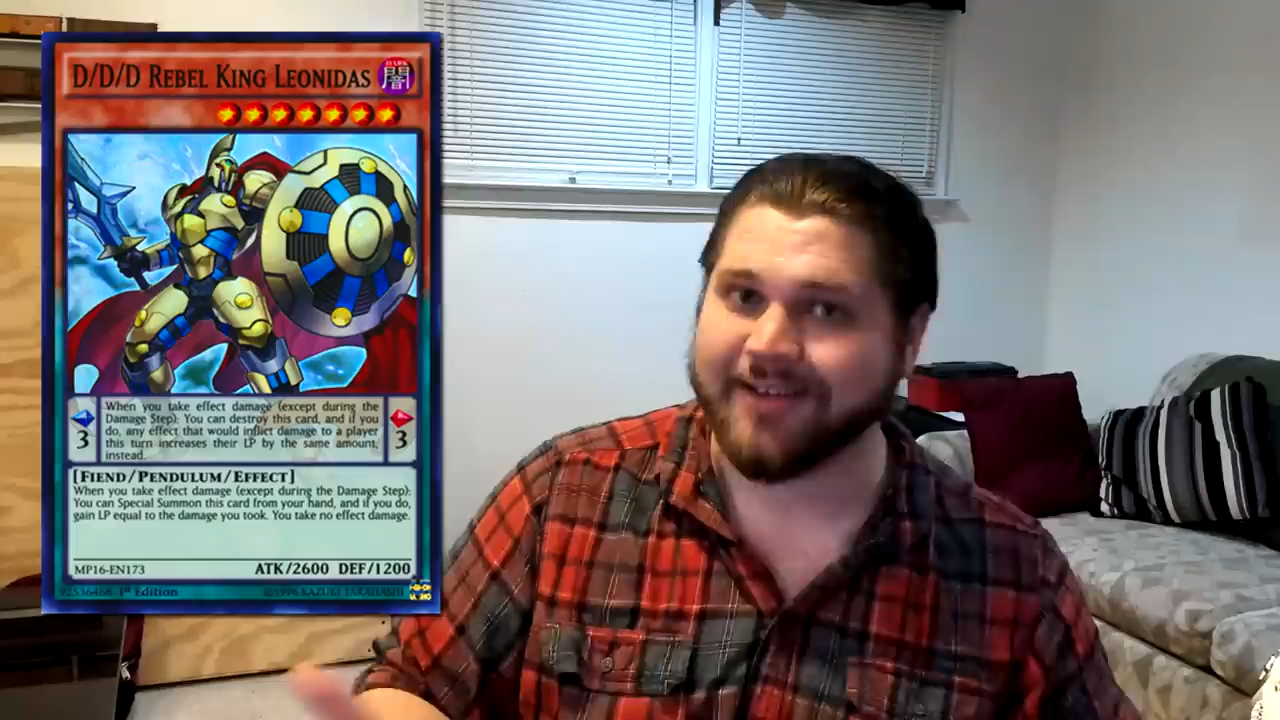 D/D/D REBEL KING LEONIDAS
DARK
闇
When you take effect damage (except during the
Damage Step): You can destroy this card, and if you
do, any effect that would inflict damage to a player
this turn increases their LP by the same amount,
instead.
3
3
[FIEND/PENDULUM/EFFECT]
When you take effect damage (except during the Damage Step):
You can Special Summon this card from your hand, and if you do,
gain LP equal to the damage you took. You take no effect damage.
MP16-EN173
ATK/2600 DEF/1200
92536468 1st Edition
©1996 KAZUKI TAKAHASHI